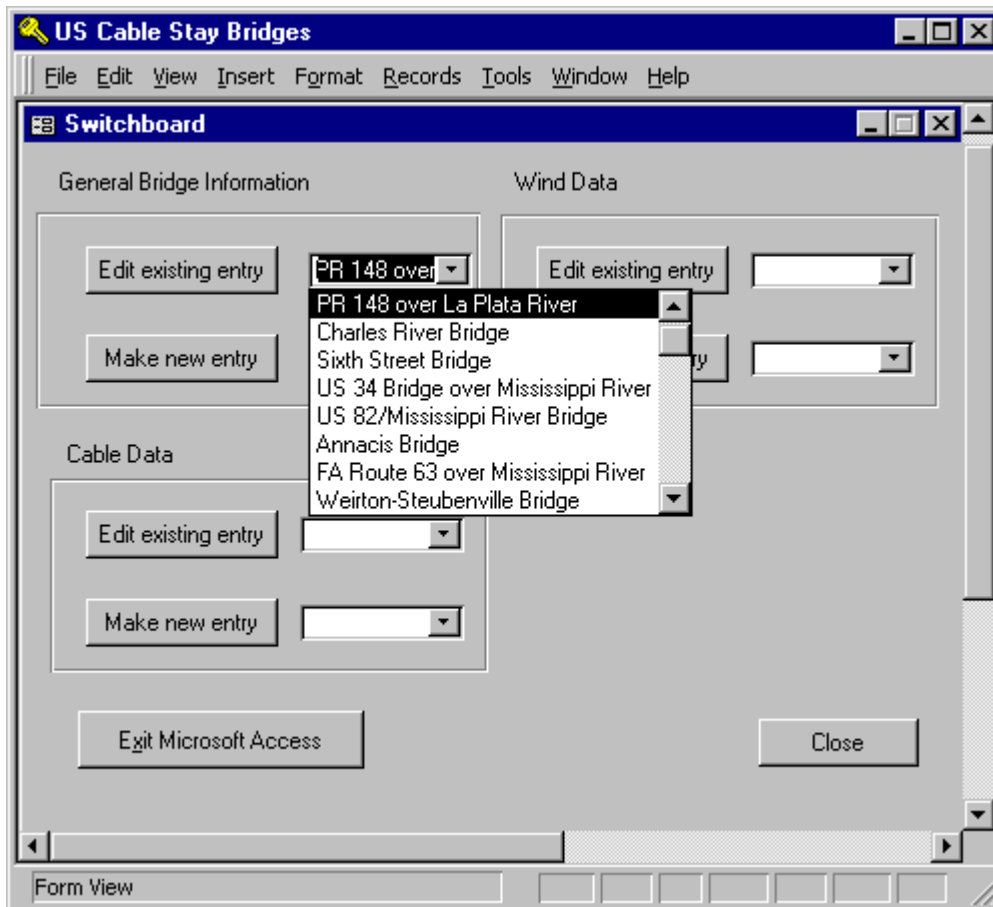 US Cable Stay Bridges
File Edit View Insert Format Records Tools Window Help
Switchboard
General Bridge Information
Wind Data
Edit existing entry
PR 148 over
Edit existing entry
PR 148 over La Plata River
Charles River Bridge
Sixth Street Bridge
US 34 Bridge over Mississippi River
US 82/Mississippi River Bridge
Annacis Bridge
FA Route 63 over Mississippi River
Weirton-Steubenville Bridge
Make new entry
Cable Data
Edit existing entry
Make new entry
Exit Microsoft Access
Close
Form View